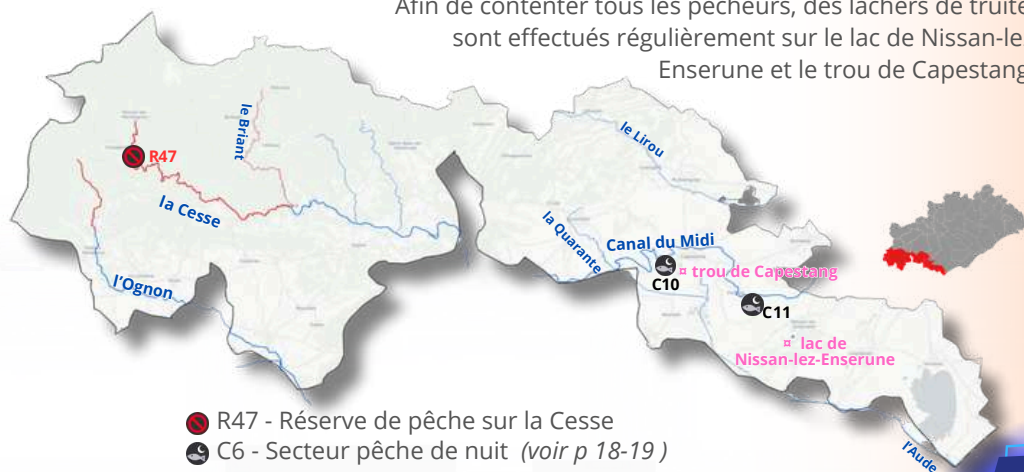 Afin de contenter tous les pêcheurs, des lâchers de truite
sont effectués régulièrement sur le lac de Nissan-le
Enserune et le trou de Capestang
le Briant
R47
la Cesse
l'Ognon
le Lirou
la Quarante
Canal du Midi
¤ trou de Capestang
C10
C11
¤ lac de
Nissan-lez-Enserune
l'Aude
R47 - Réserve de pêche sur la Cesse
C6 - Secteur pêche de nuit (voir p 18-19 )